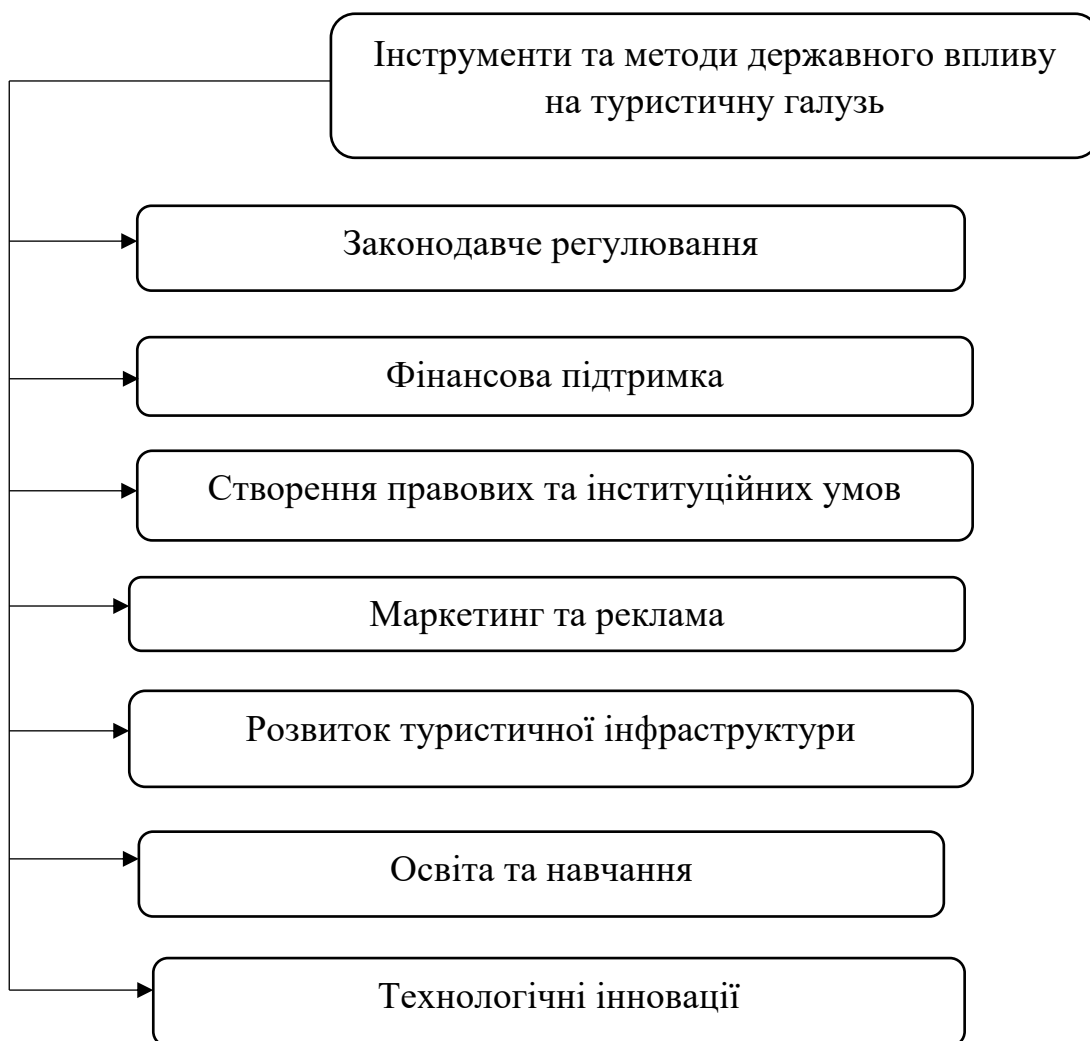 Інструменти та методи державного впливу
на туристичну галузь
Законодавче регулювання
Фінансова підтримка
Створення правових та інституційних умов
Маркетинг та реклама
Розвиток туристичної інфраструктури
Освіта та навчання
Технологічні інновації